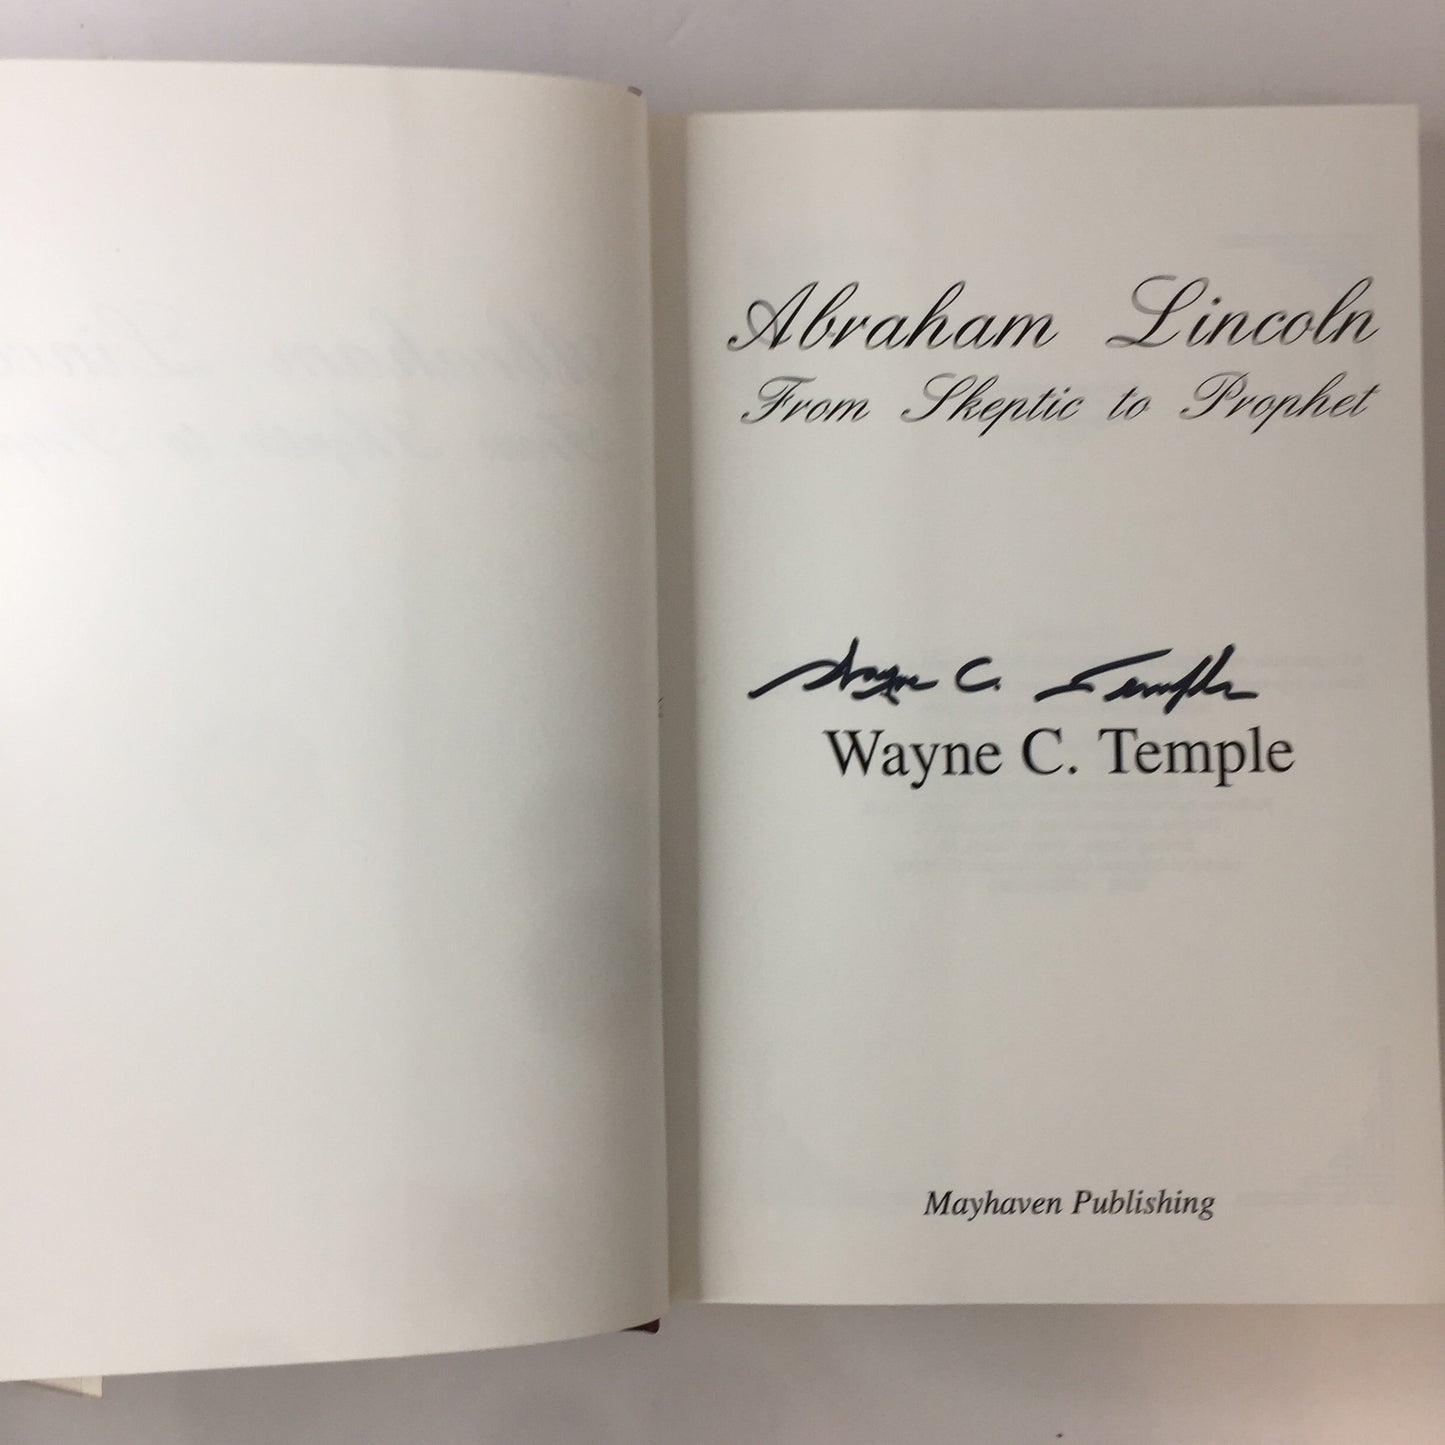 Abraham Lincoln
From Skeptic to Prophet
Wayne C. Temple
Wayne C. Temple
Mayhaven Publishing